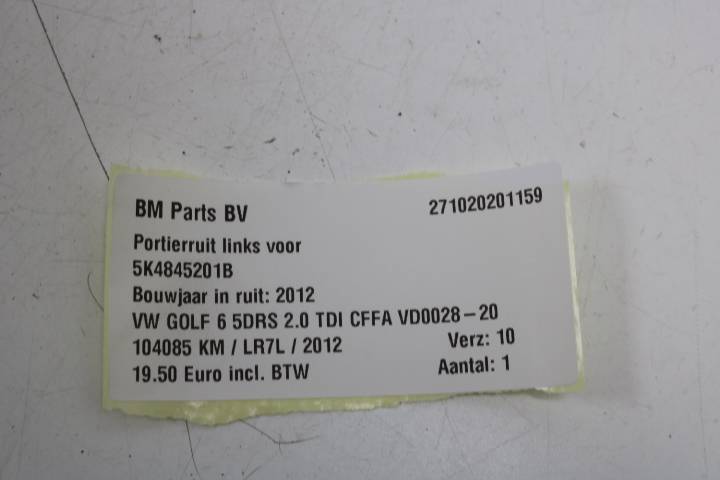 BM Parts BV 271020201159
Portierruit links voor
5K4845201B
Bouwjaar in ruit: 2012
VW GOLF 6 5DRS 2.0 TDI CFFA VD0028-20
104085 KM / LR7L / 2012 Verz: 10
19.50 Euro incl. BTW Aantal: 1